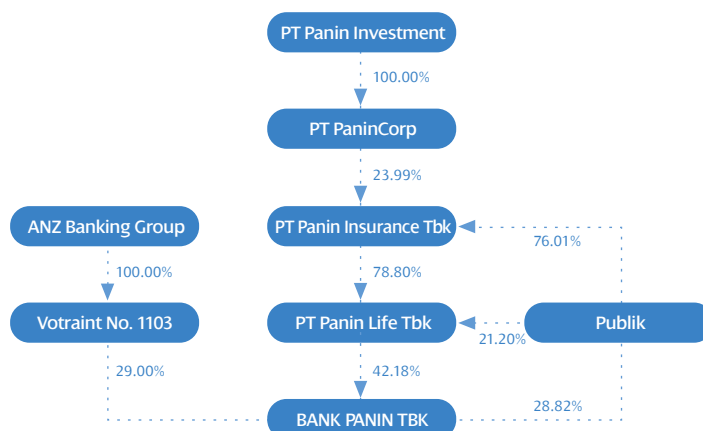 PT Panin Investment
100.00%
PT PaninCorp
23.99%
ANZ Banking Group
PT Panin Insurance Tbk
76.01%
100.00%
78.80%
Votraint No. 1103
PT Panin Life Tbk
21.20%
Publik
29.00%
42.18%
28.82%
BANK PANIN TBK